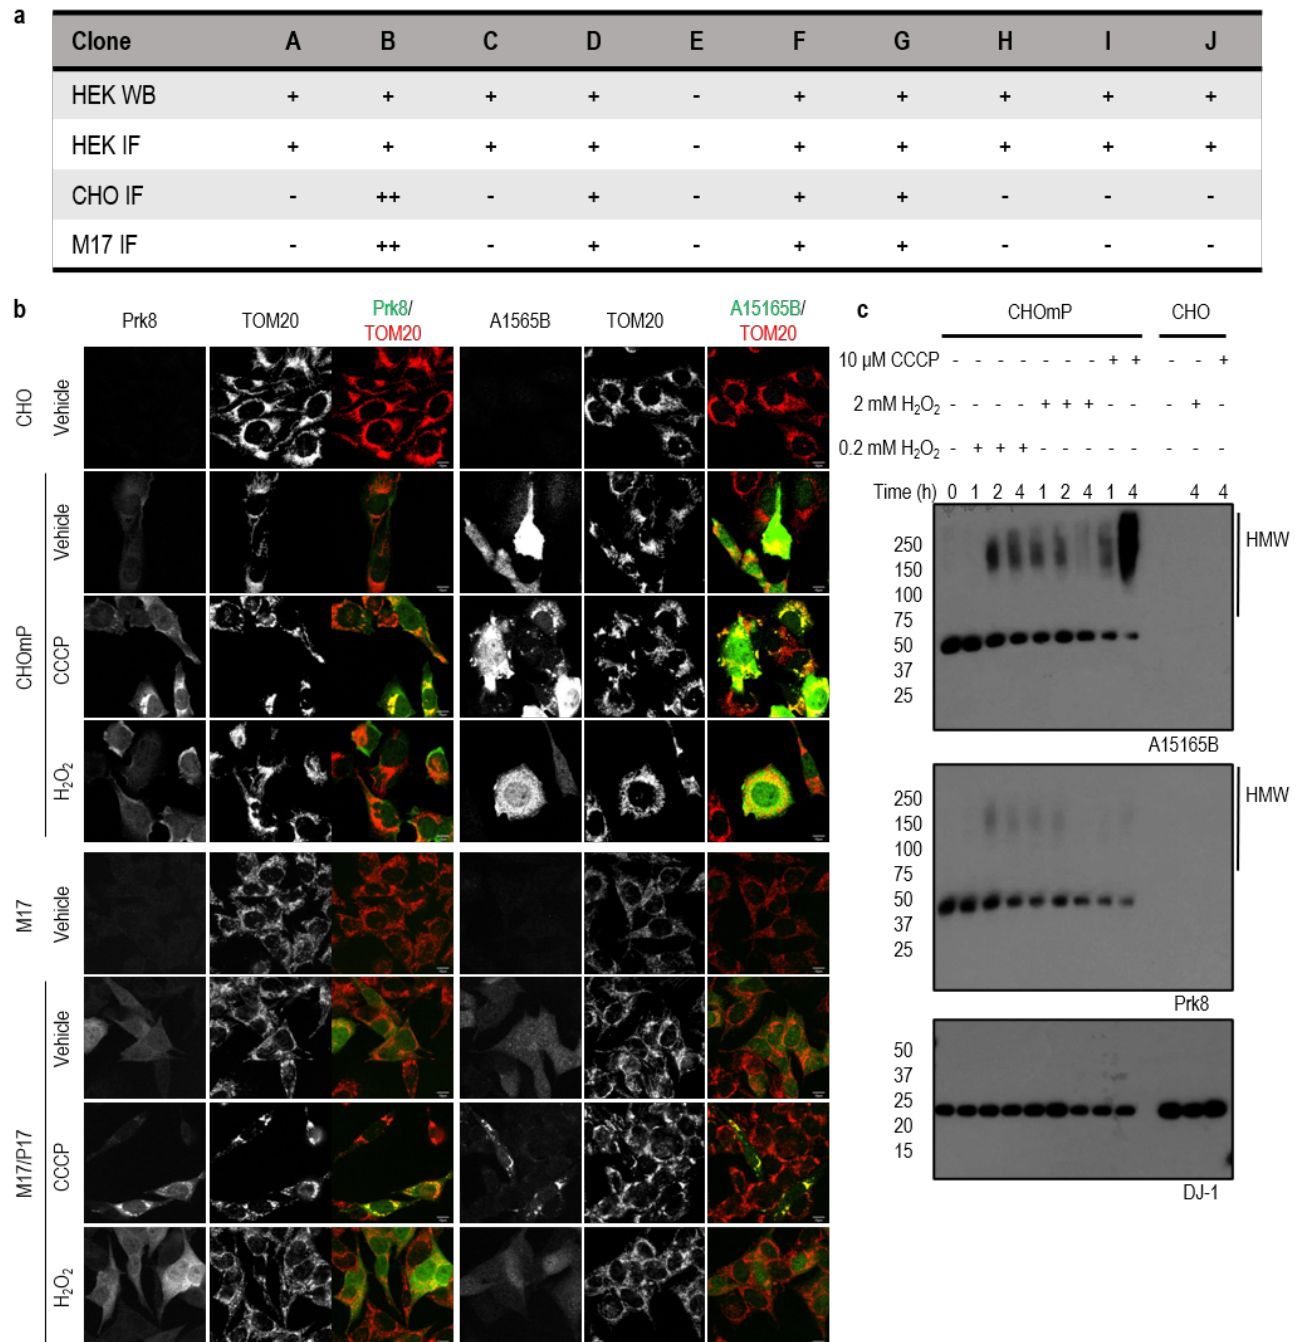 a
Clone A B C D E F G H I J
HEK WB + + + + - + + + + +
HEK IF + + + + - + + + + +
CHO IF - ++ - + - + + - - -
M17 IF - ++ - + - + + - - -
b
Prk8 TOM20 Prk8/ TOM20 A1565B TOM20 A15165B/ TOM20
CHO
Vehicle
CHOmP
Vehicle
CCCP
H₂O₂
M17
Vehicle
M17/P17
Vehicle
CCCP
H₂O₂
c
CHOmP CHO
10 µM CCCP - - - - - - - + + - - +
2 mM H₂O₂ - - - - + + + - - - + -
0.2 mM H₂O₂ - + + + - - - - - - - -
Time (h) 0 1 2 4 1 2 4 1 4 4 4
250
150
100
75
50
37
25
HMW
A15165B
250
150
100
75
50
37
25
HMW
Prk8
50
37
25
20
15
DJ-1